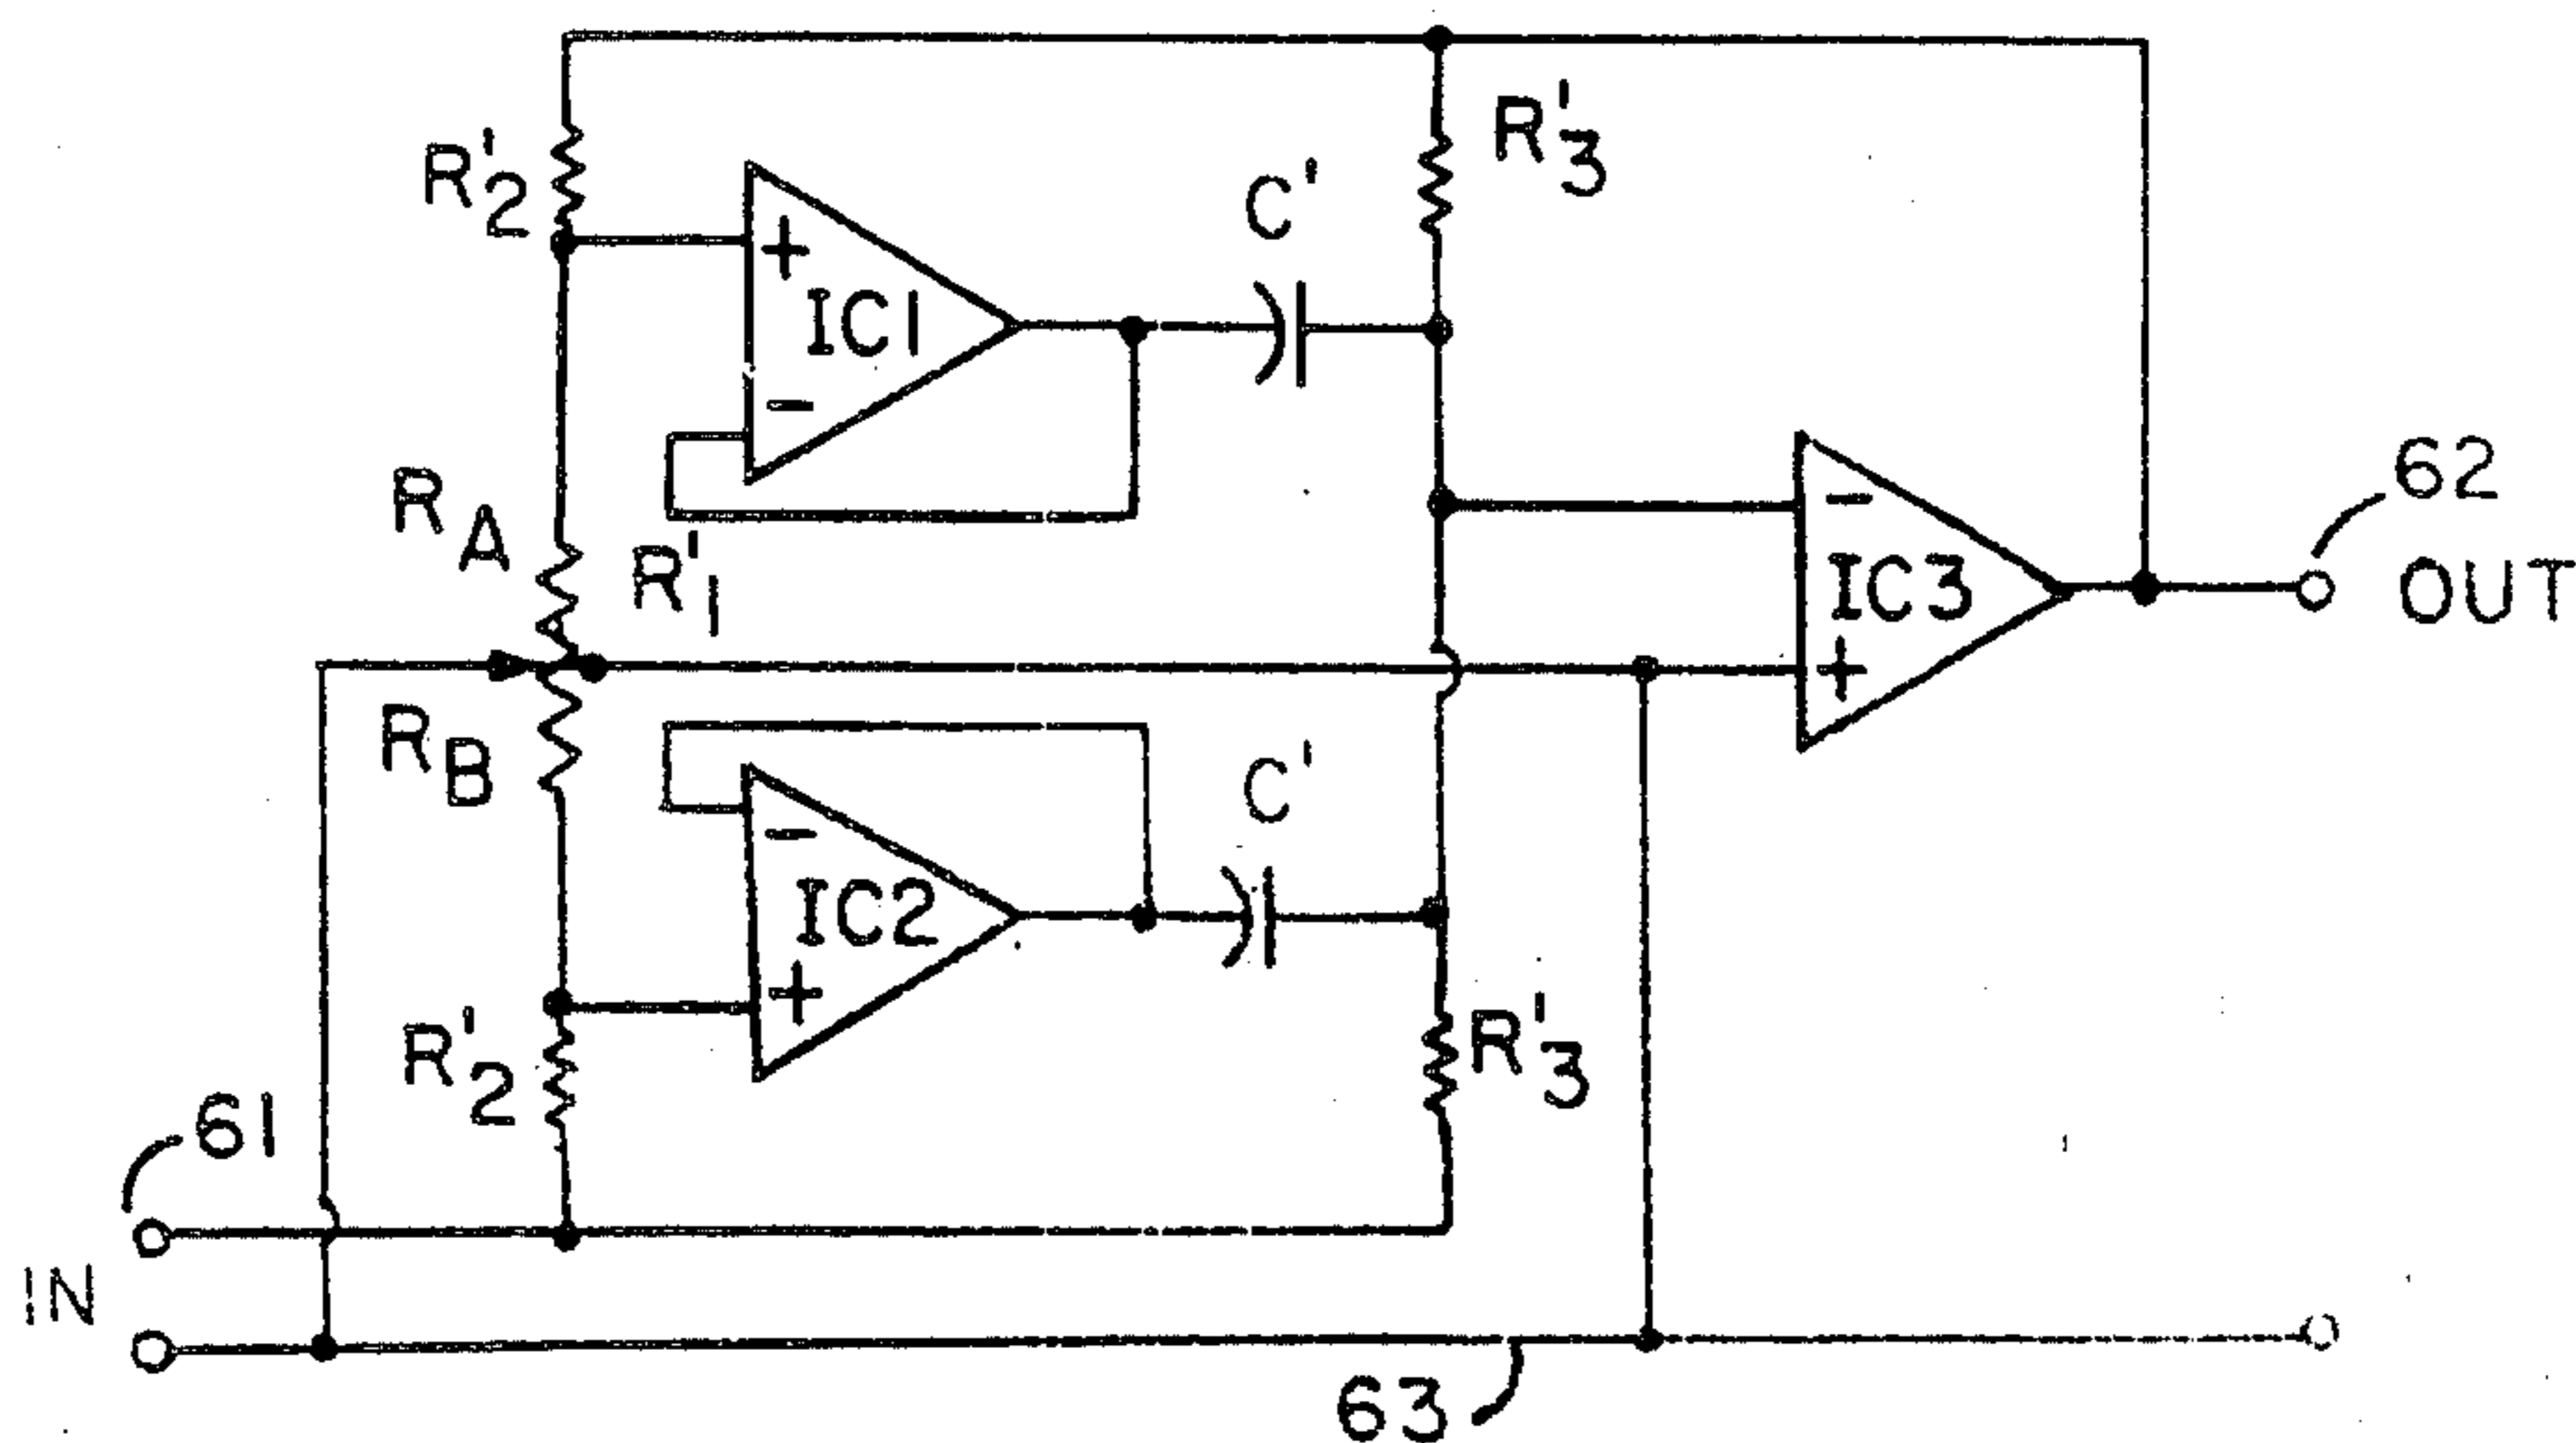 R'2
+
IC1
-
C'
R'3
RA
R'1
-
IC3
+
62
OUT
RB
-
IC2
+
C'
R'2
R'3
61
IN
63